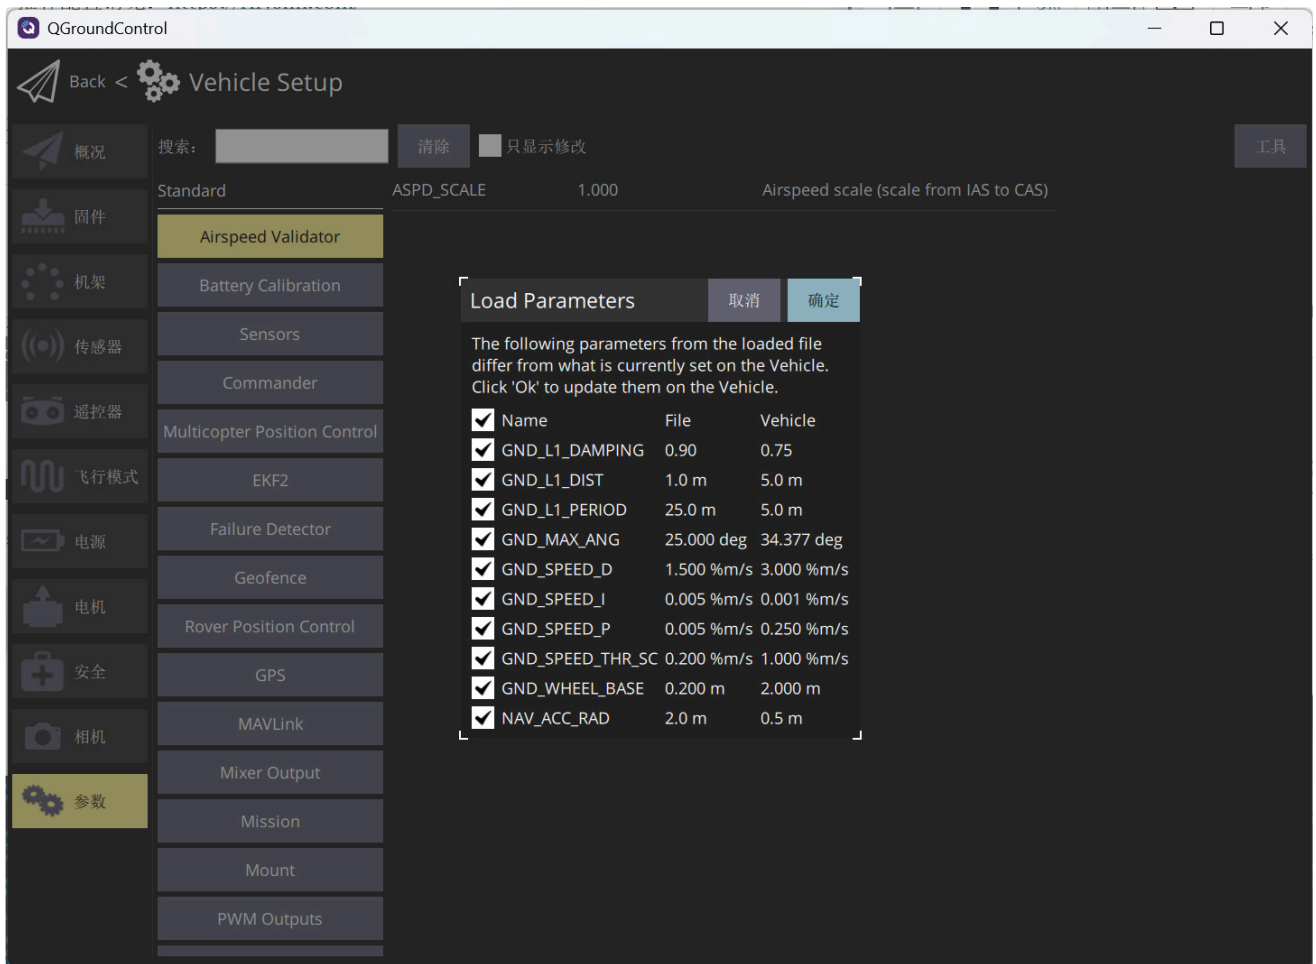 QGroundControl
Back < Vehicle Setup
概况
固件
机架
传感器
遥控器
飞行模式
电源
电机
安全
相机
参数
搜索：
清除
只显示修改
工具
Standard
Airspeed Validator
Battery Calibration
Sensors
Commander
Multicopter Position Control
EKF2
Failure Detector
Geofence
Rover Position Control
GPS
MAVLink
Mixer Output
Mission
Mount
PWM Outputs
ASPD_SCALE 1.000 Airspeed scale (scale from IAS to CAS)
Load Parameters 取消 确定
The following parameters from the loaded file
differ from what is currently set on the Vehicle.
Click 'Ok' to update them on the Vehicle.
Name File Vehicle
GND_L1_DAMPING 0.90 0.75
GND_L1_DIST 1.0 m 5.0 m
GND_L1_PERIOD 25.0 m 5.0 m
GND_MAX_ANG 25.000 deg 34.377 deg
GND_SPEED_D 1.500 %m/s 3.000 %m/s
GND_SPEED_I 0.005 %m/s 0.001 %m/s
GND_SPEED_P 0.005 %m/s 0.250 %m/s
GND_SPEED_THR_SC 0.200 %m/s 1.000 %m/s
GND_WHEEL_BASE 0.200 m 2.000 m
NAV_ACC_RAD 2.0 m 0.5 m